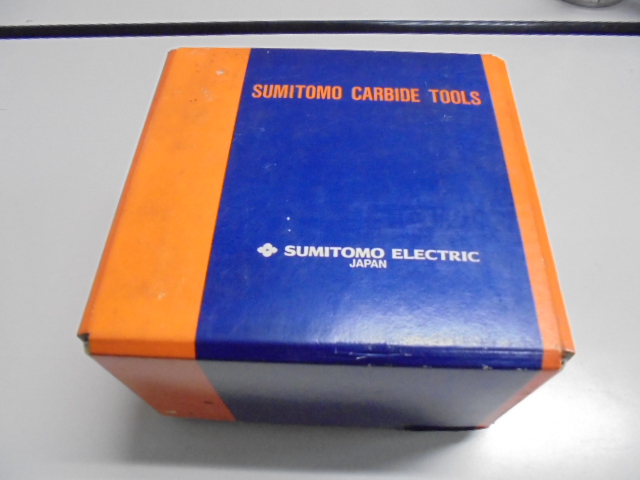 SUMITOMO CARBIDE TOOLS
SUMITOMO ELECTRIC
JAPAN